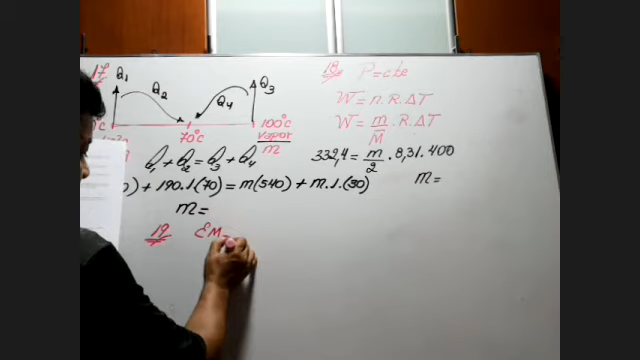 17
Q₁
Q₂
Q₄
Q₃
70°C
100°C
vapor
m
Q₁ + Q₂ = Q₃ + Q₄
) + 190.1.(70) = m(540) + m.1.(30)
m =
18 P = cte
W = n.R.ΔT
W = m/M . R.ΔT
332,4 = m/2 . 8,31.400
m =
19 EM